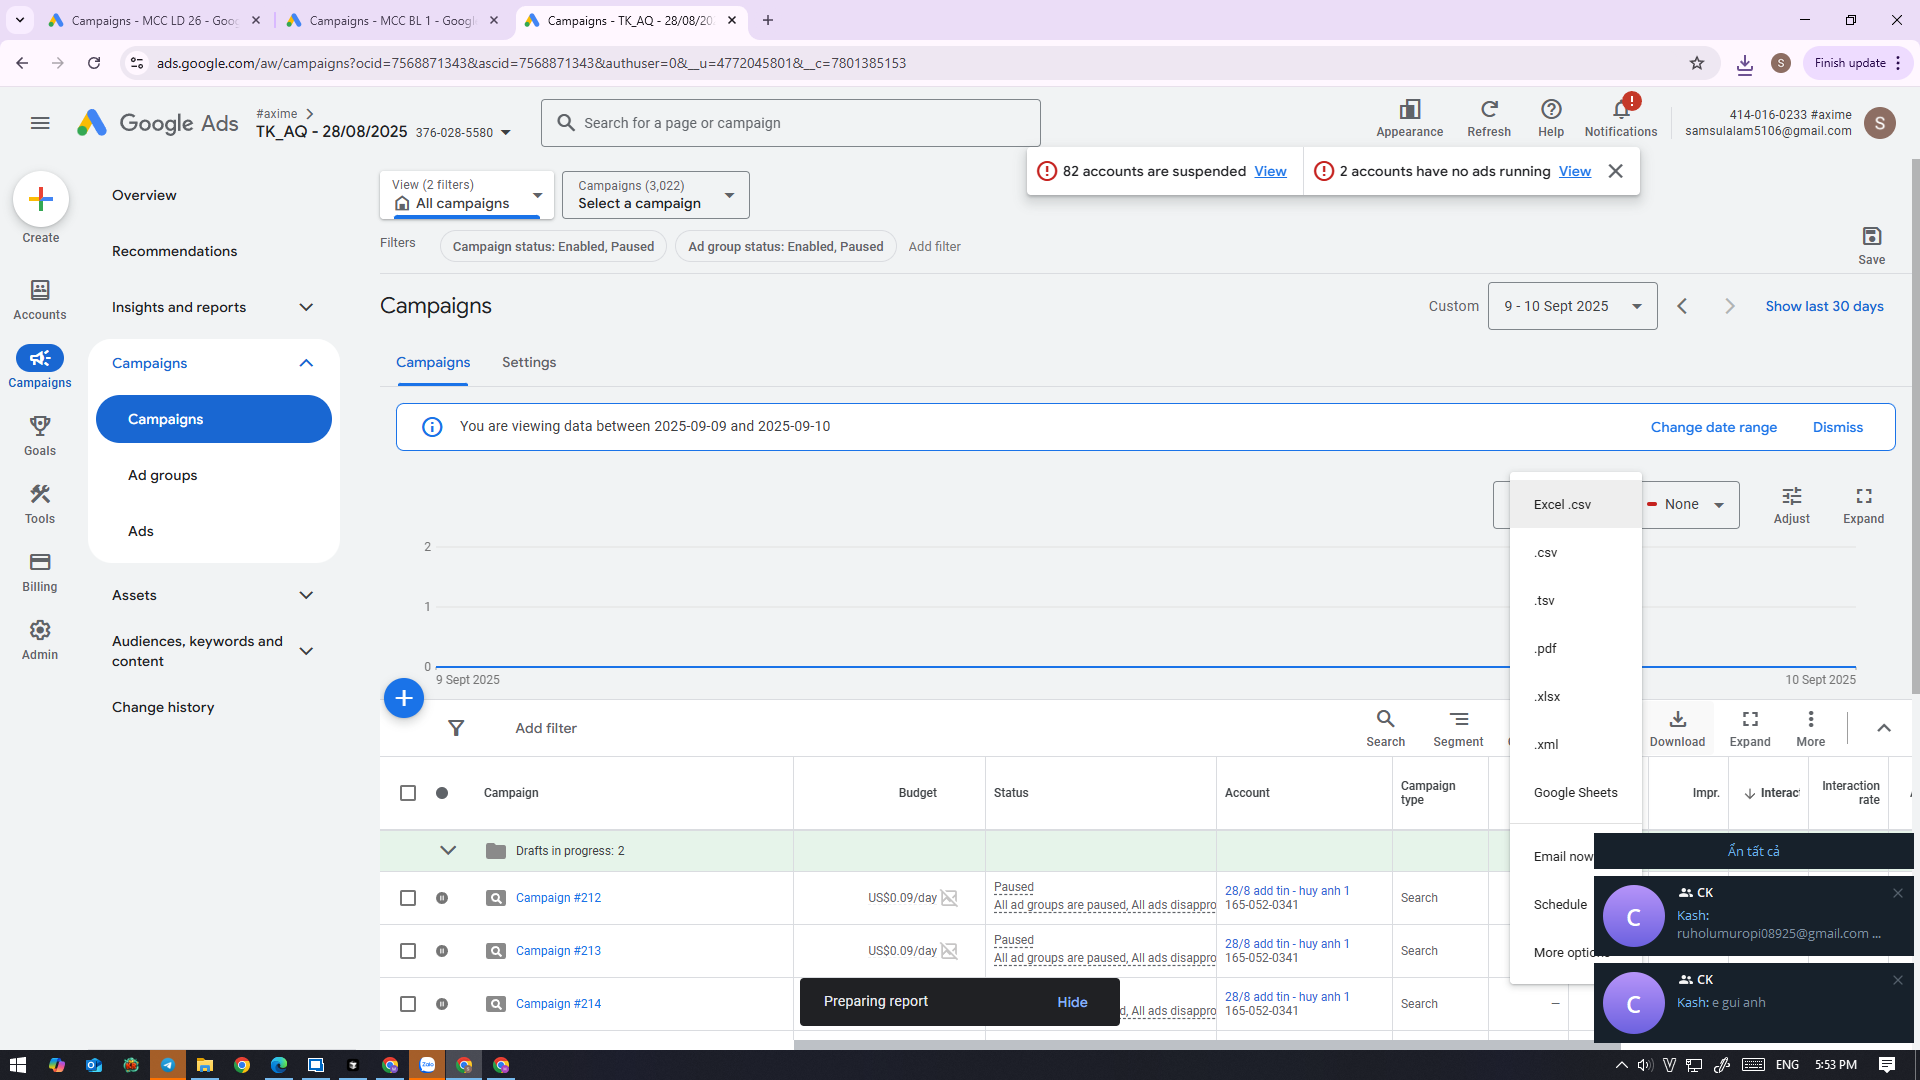 Campaigns - MCC LD 26 - Goog
Campaigns - MCC BL 1 - Google
Campaigns - TK_AQ - 28/08/202
ads.google.com/aw/campaigns?ocid=7568871343&ascid=7568871343&authuser=0&__u=4772045801&__c=7801385153
S
Finish update
Google Ads
#axime
TK_AQ - 28/08/2025 376-028-5580
Search for a page or campaign
Appearance
Refresh
Help
Notifications
414-016-0233 #axime
samsulalam5106@gmail.com
S
82 accounts are suspended View
2 accounts have no ads running View
Create
Accounts
Campaigns
Goals
Tools
Billing
Admin
Overview
Recommendations
Insights and reports
Campaigns
Campaigns
Ad groups
Ads
Assets
Audiences, keywords and
content
Change history
View (2 filters)
All campaigns
Campaigns (3,022)
Select a campaign
Filters
Campaign status: Enabled, Paused
Ad group status: Enabled, Paused
Add filter
Save
Campaigns
Custom
9 - 10 Sept 2025
Show last 30 days
Campaigns
Settings
You are viewing data between 2025-09-09 and 2025-09-10
Change date range
Dismiss
None
Adjust
Expand
2
1
0
9 Sept 2025
10 Sept 2025
Excel .csv
.csv
.tsv
.pdf
.xlsx
.xml
Google Sheets
Email now
Schedule
More options
Add filter
Search
Segment
Download
Expand
More
Campaign
Budget
Status
Account
Campaign
type
Impr.
Interact
Interaction
rate
Drafts in progress: 2
Campaign #212
US$0.09/day
Paused
All ad groups are paused, All ads disappro
28/8 add tin - huy anh 1
165-052-0341
Search
Campaign #213
US$0.09/day
Paused
All ad groups are paused, All ads disappro
28/8 add tin - huy anh 1
165-052-0341
Search
Campaign #214
d, All ads disappro
28/8 add tin - huy anh 1
165-052-0341
Search
–
Preparing report
Hide
Ẩn tất cả
C
CK
Kash:
ruholumuropi08925@gmail.com ...
C
CK
Kash: e gui anh
Zalo
ENG
5:53 PM